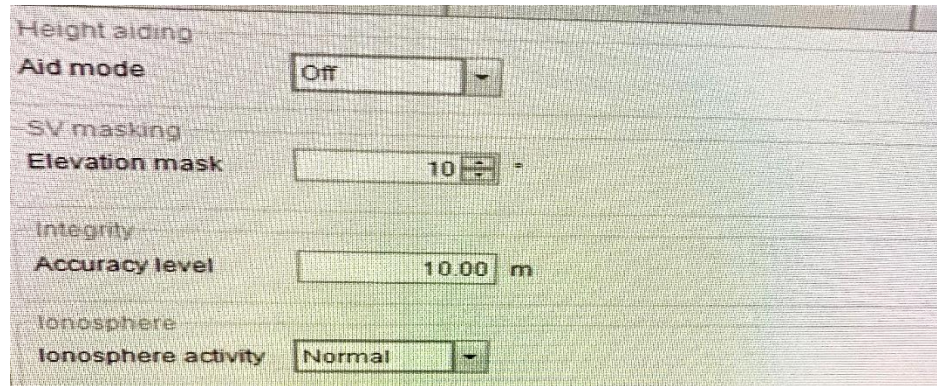 Height aiding
Aid mode Off
SV masking
Elevation mask 10 °
Integrity
Accuracy level 10.00 m
Ionosphere
Ionosphere activity Normal